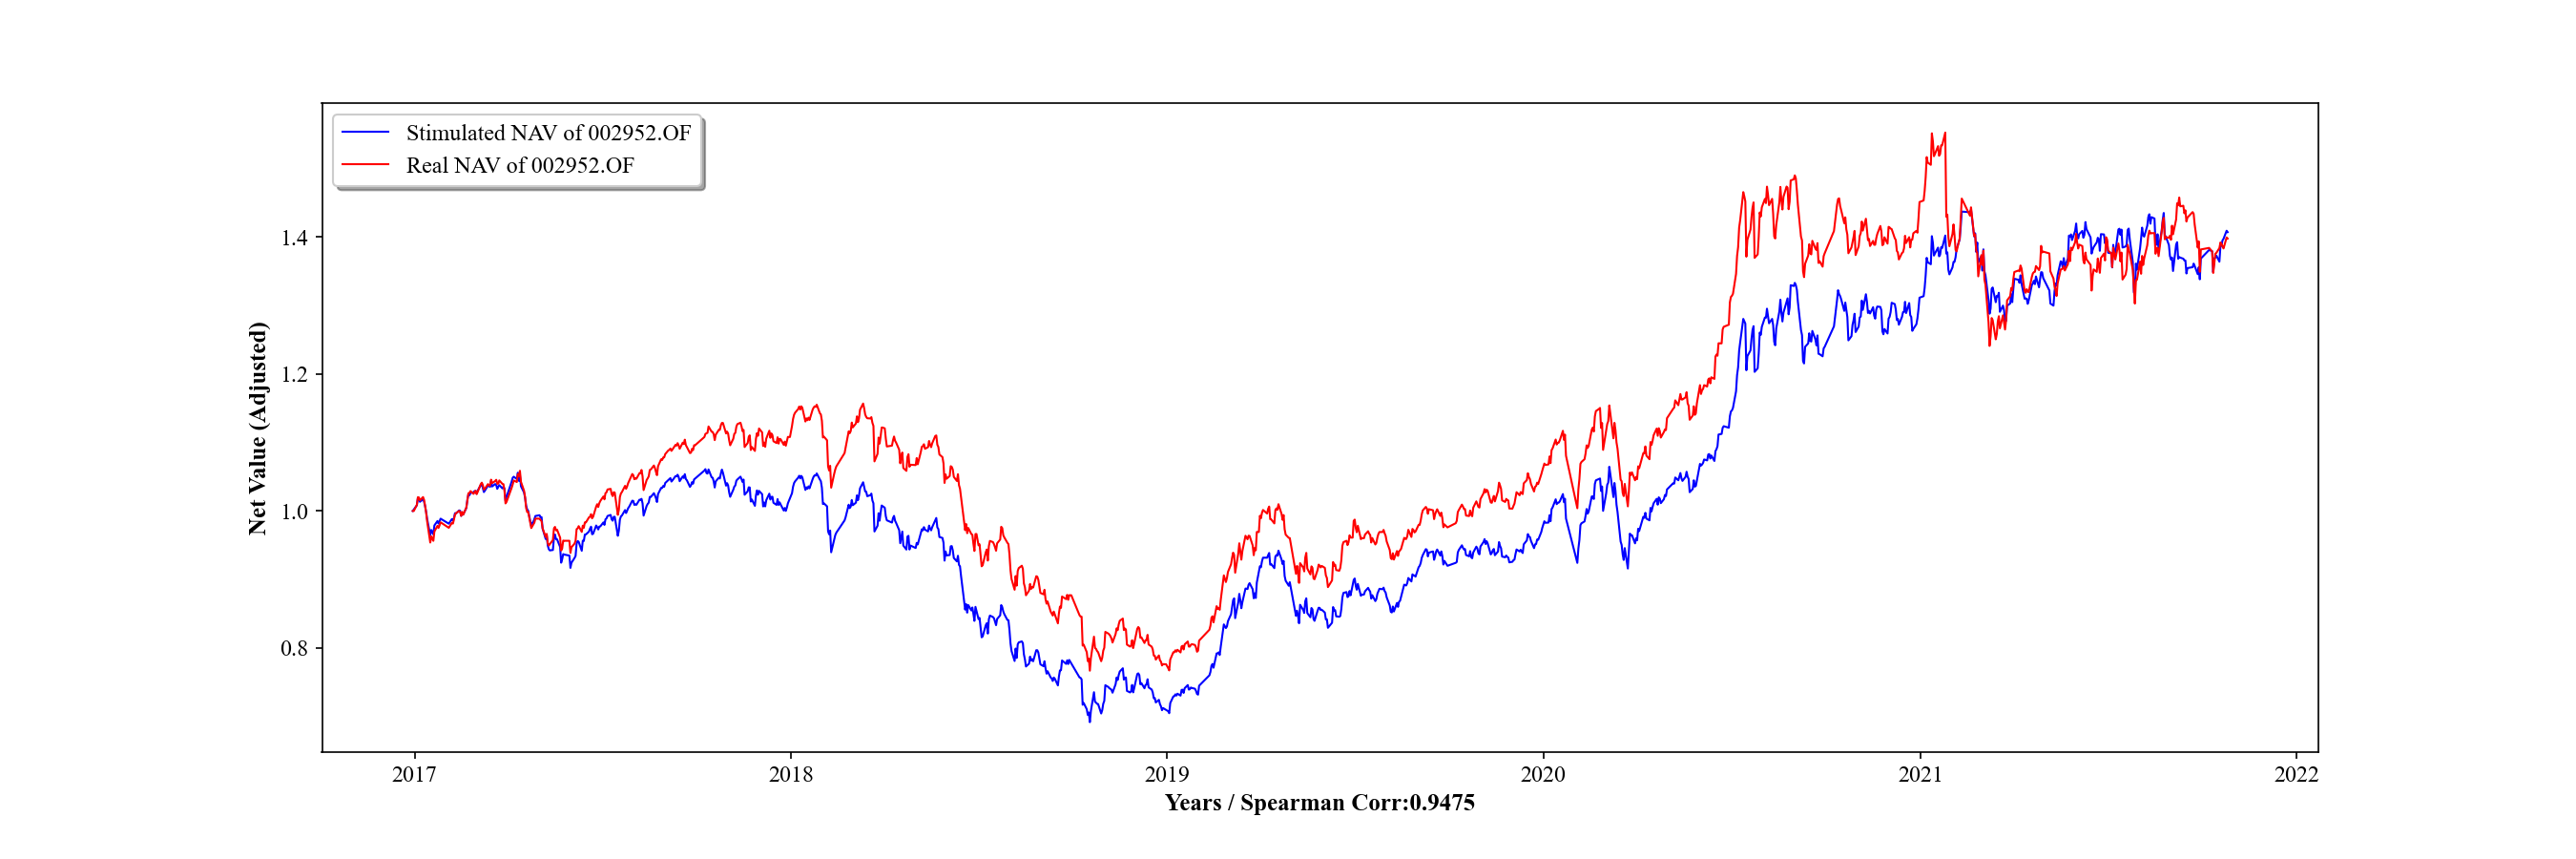 Stimulated NAV of 002952.OF
Real NAV of 002952.OF
Net Value (Adjusted)
1.4
1.2
1.0
0.8
2017 2018 2019 2020 2021 2022
Years / Spearman Corr:0.9475